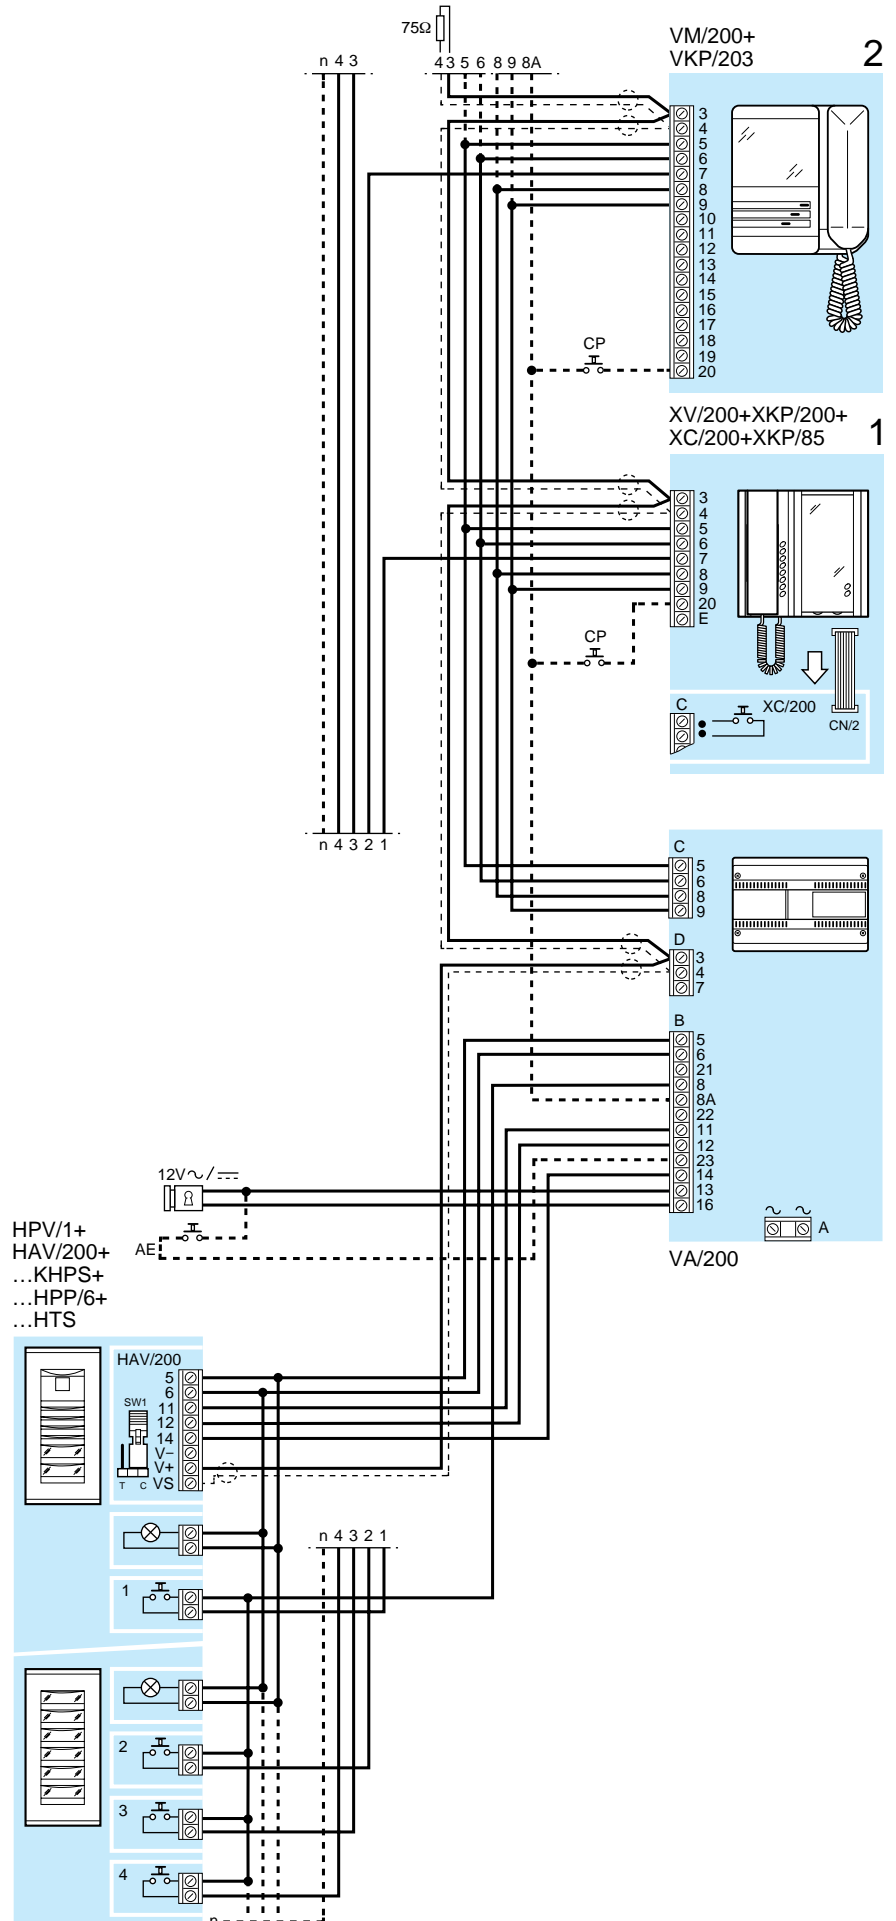 75Ω
n 4 3
4 3 5 6 8 9 8A
VM/200+
VKP/203
2
3
4
5
6
7
8
9
10
11
12
13
14
15
16
17
18
19
20
CP
XV/200+XKP/200+
XC/200+XKP/85
1
3
4
5
6
7
8
9
20
E
CP
C
XC/200
CN/2
n 4 3 2 1
C
5
6
8
9
D
3
4
7
B
5
6
21
8
8A
22
11
12
23
14
13
16
A
VA/200
12V∼/⎓
AE
HPV/1+
HAV/200+
...KHPS+
...HPP/6+
...HTS
HAV/200
5
6
11
12
14
V–
V+
VS
SW1
T C
n 4 3 2 1
1
2
3
4
n